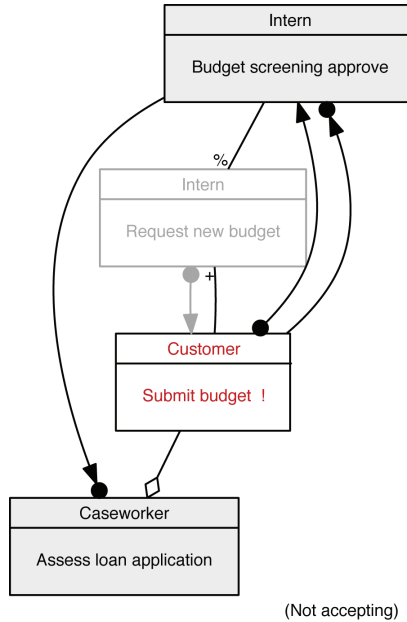 Intern
Budget screening approve
%
Intern
Request new budget
+
Customer
Submit budget !
Caseworker
Assess loan application
(Not accepting)